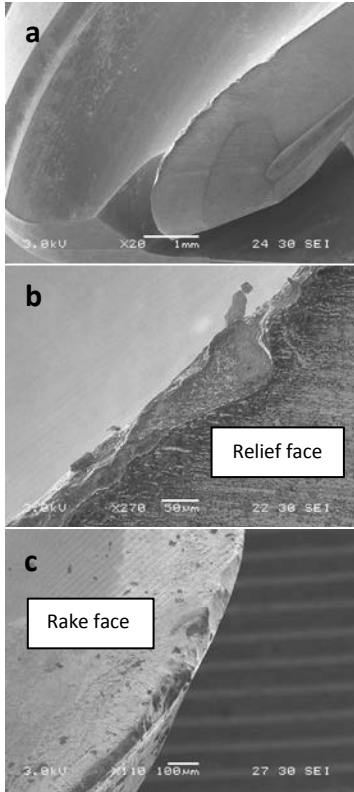 a
3.0kV X20 1mm 24 30 SEI
b
Relief face
3.0kV X270 50µm 22 30 SEI
c
Rake face
3.0kV X110 100µm 27 30 SEI